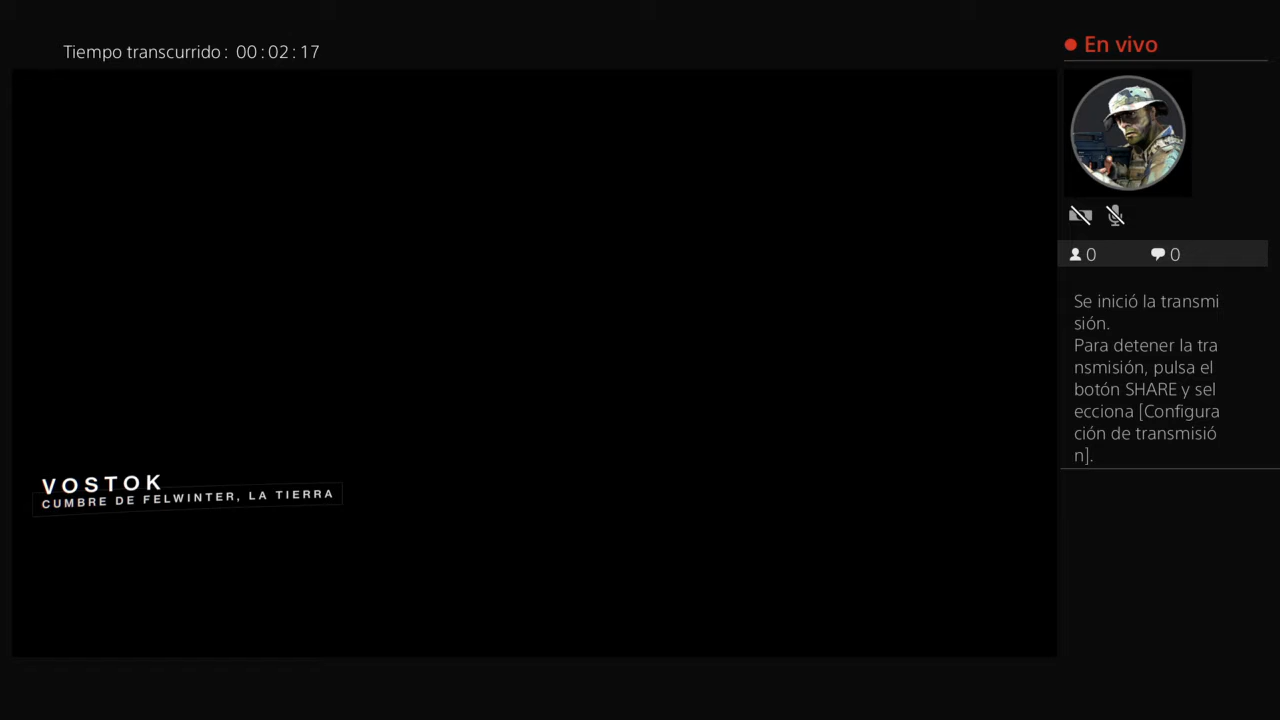 Tiempo transcurrido: 00:02:17
En vivo
0 0
Se inició la transmi
sión.
Para detener la tra
nsmisión, pulsa el
botón SHARE y sel
ecciona [Configura
ción de transmisió
n].
VOSTOK
CUMBRE DE FELWINTER, LA TIERRA